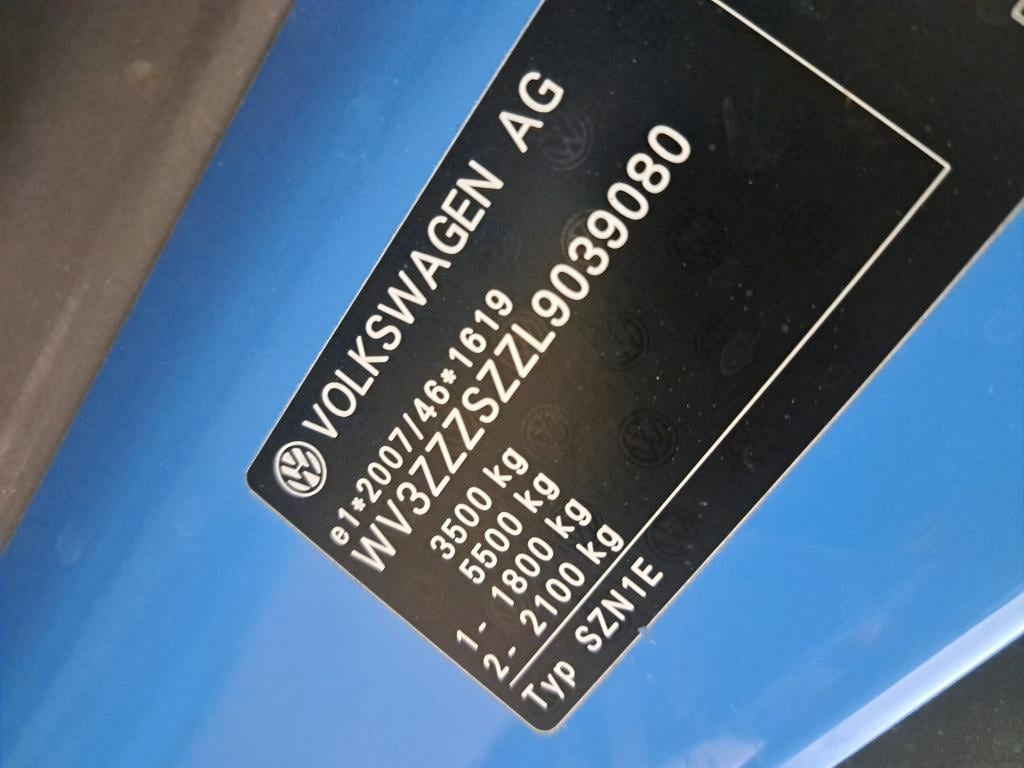 VOLKSWAGEN AG
e1*2007/46*1619
WV3ZZZSZZL9039080
3500 kg
5500 kg
1- 1800 kg
2- 2100 kg
Typ SZN1E